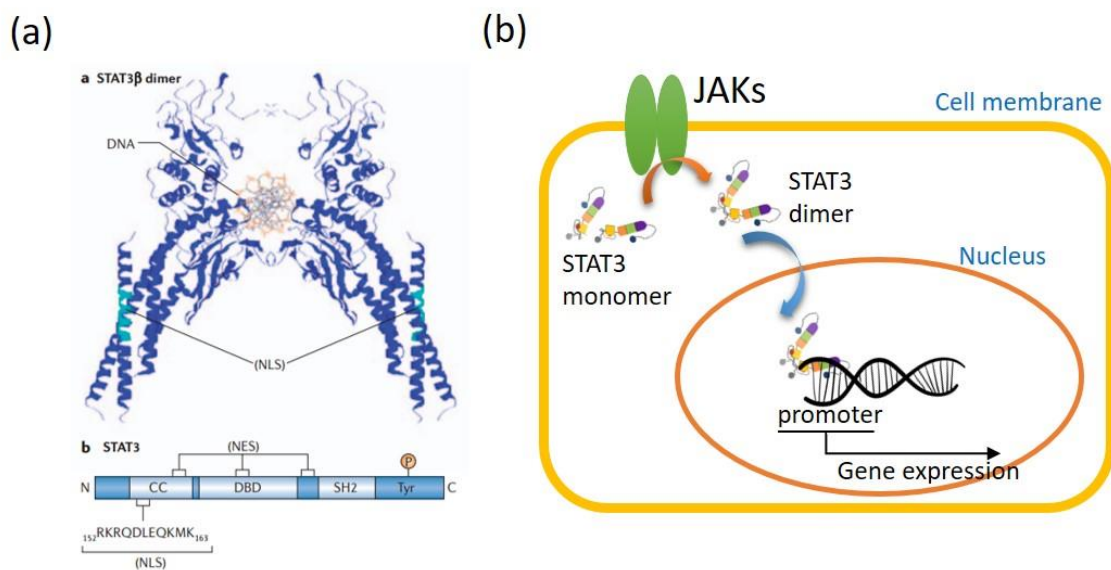 (a)
a STAT3β dimer
DNA
(NLS)
b STAT3
(NES)
P
N CC DBD SH2 Tyr C
152RKRQDLEQKMK163
(NLS)
(b)
JAKs
Cell membrane
STAT3
dimer
STAT3
monomer
Nucleus
promoter
Gene expression